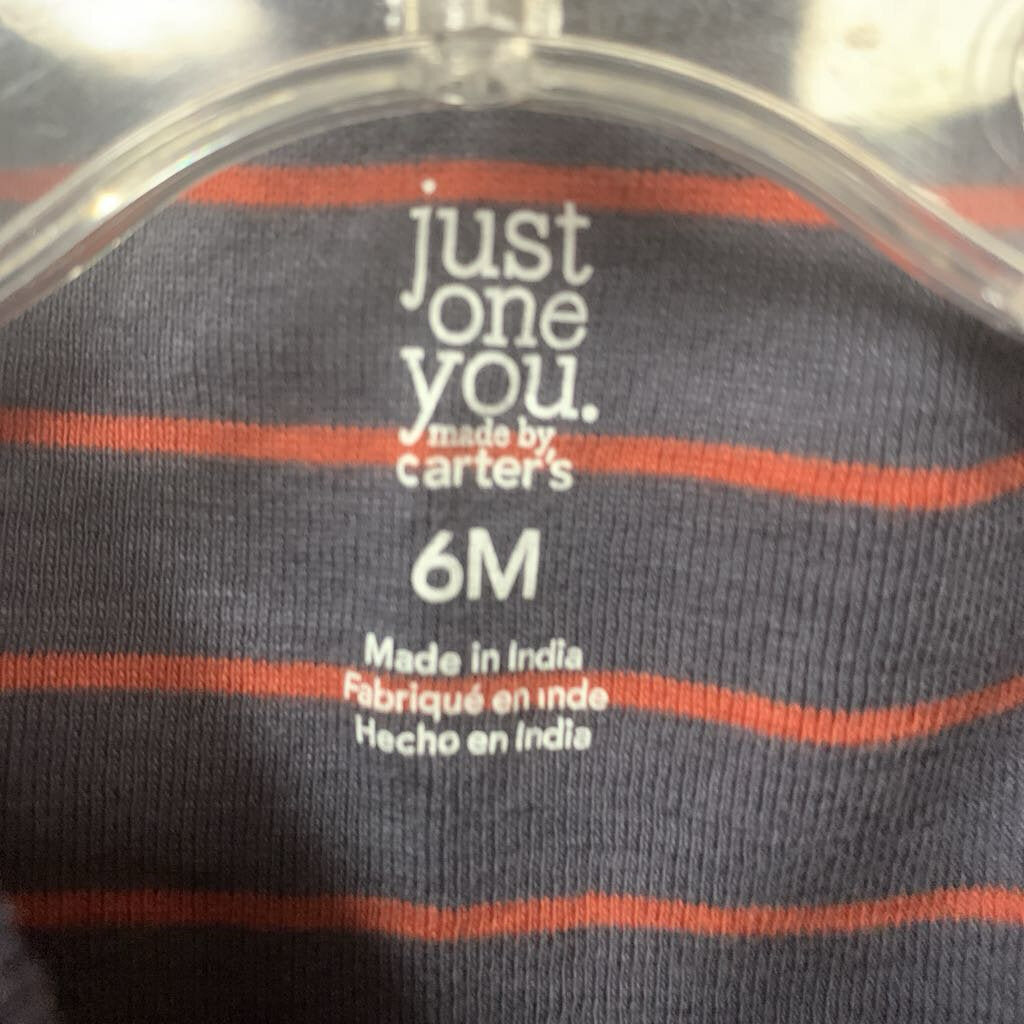 just
one
you.
made by
carter's
6M
Made in India
Fabriqué en Inde
Hecho en India